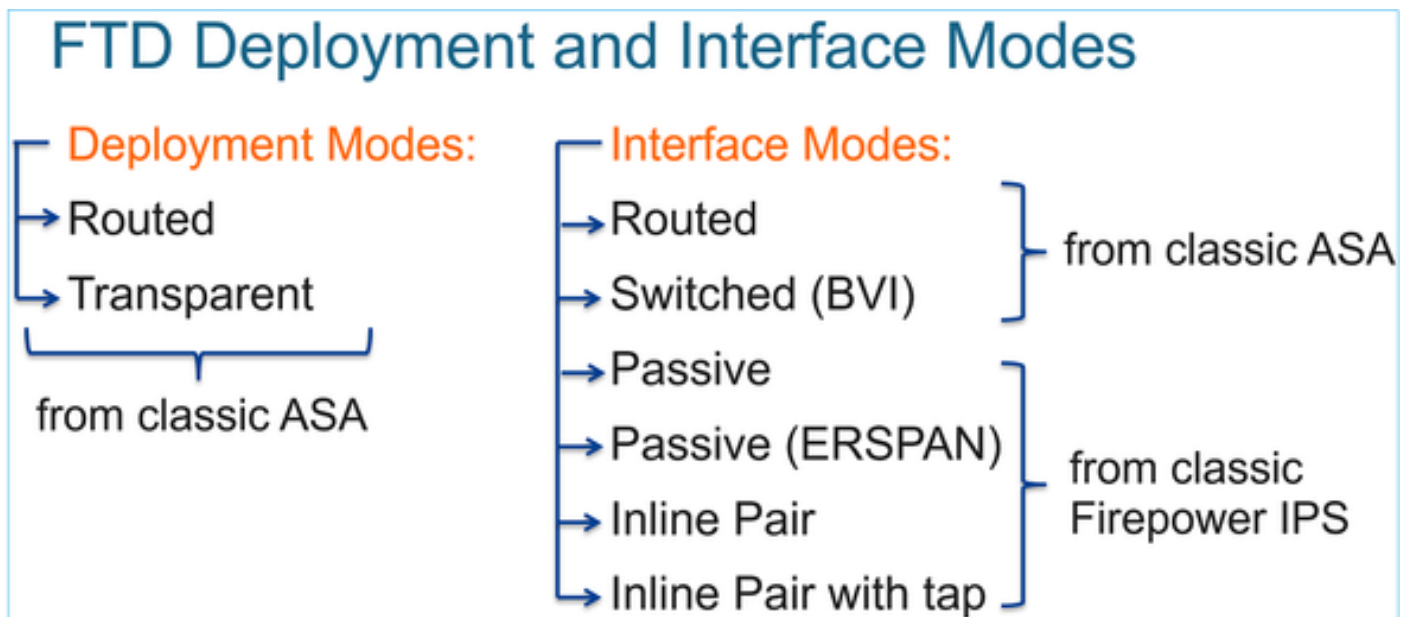 FTD Deployment and Interface Modes
Deployment Modes:
Routed
Transparent
from classic ASA
Interface Modes:
Routed
Switched (BVI)
from classic ASA
Passive
Passive (ERSPAN)
Inline Pair
Inline Pair with tap
from classic
Firepower IPS